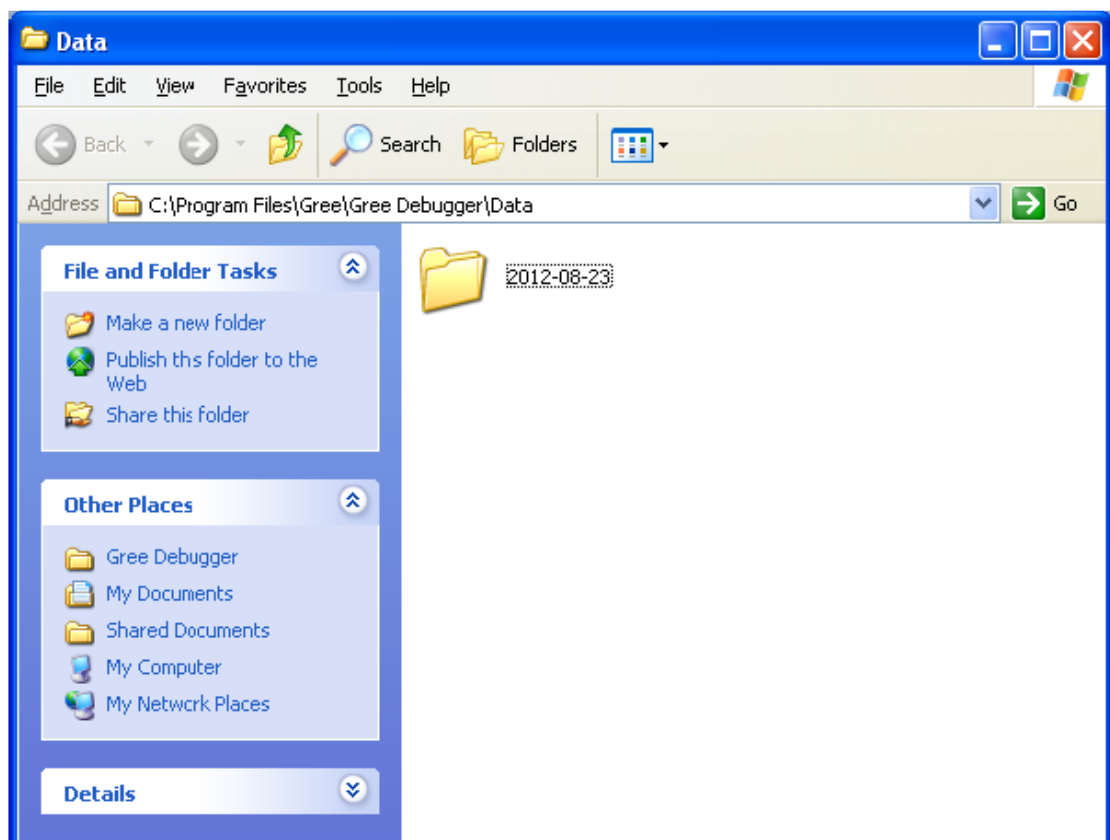 Data
File Edit View Favorites Tools Help
Back Search Folders
Address C:\Program Files\Gree\Gree Debugger\Data Go
File and Folder Tasks
Make a new folder
Publish ths folder to the
Web
Share this folder
Other Places
Gree Debugger
My Documents
Shared Documents
My Computer
My Network Places
Details
2012-08-23